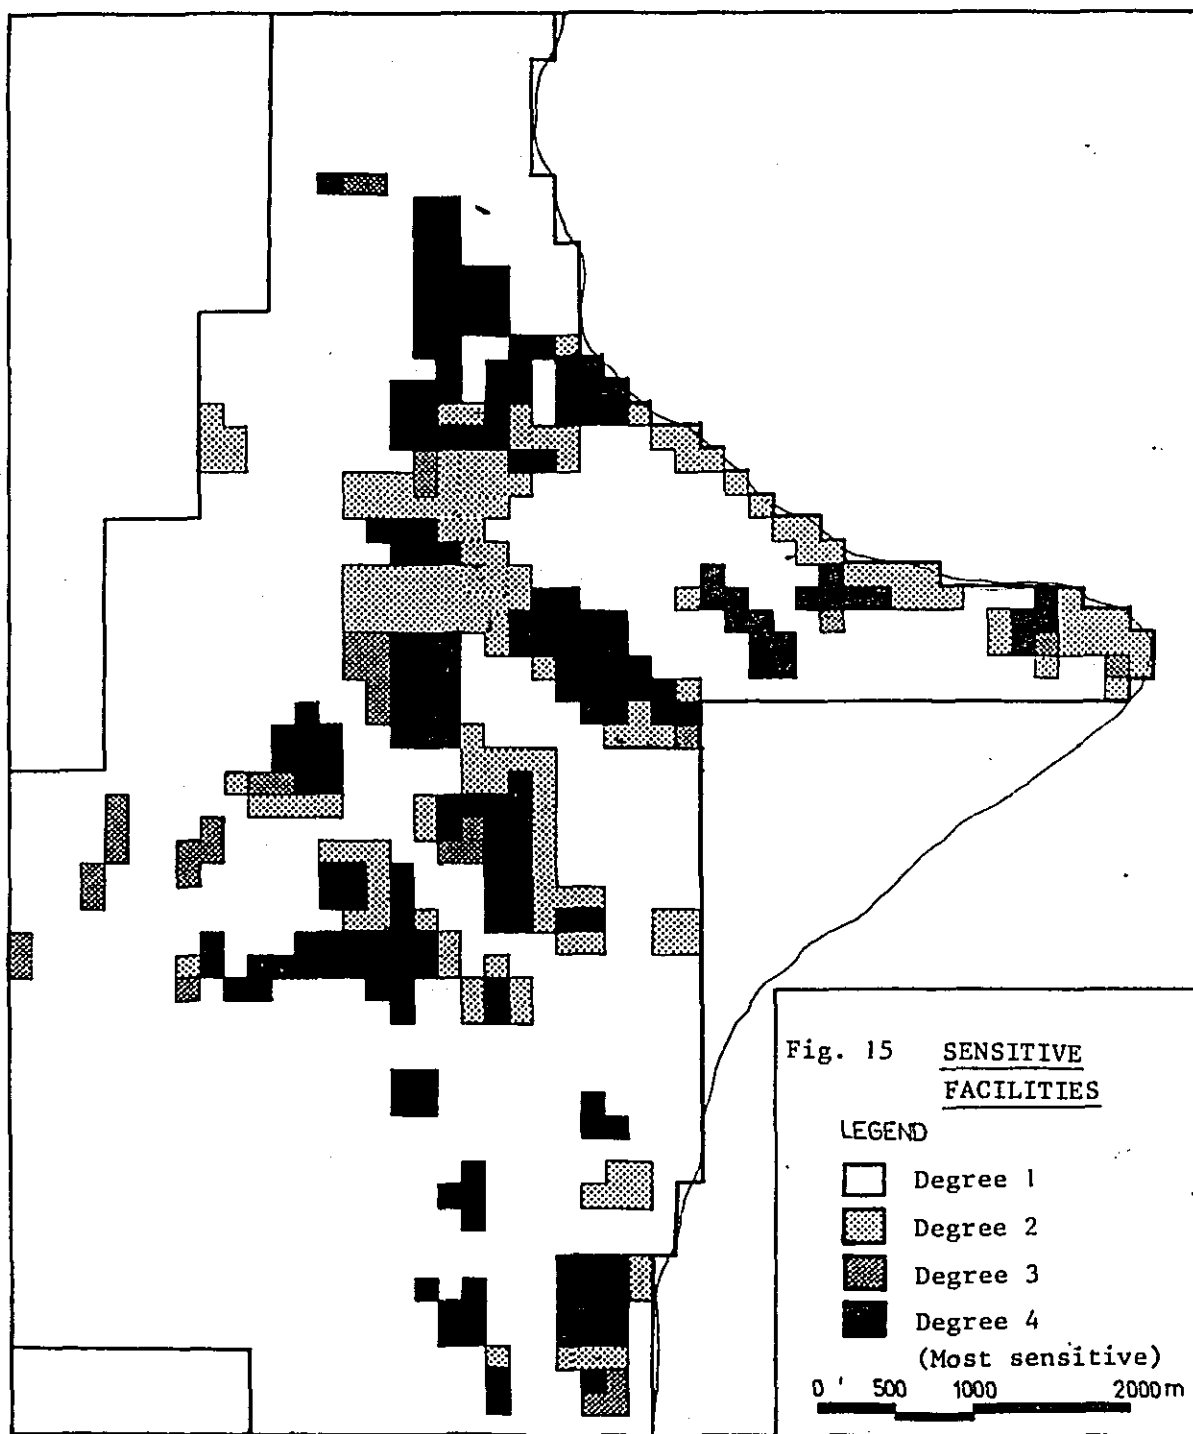 Fig. 15 SENSITIVE
FACILITIES
LEGEND
Degree 1
Degree 2
Degree 3
Degree 4
(Most sensitive)
0 500 1000 2000m